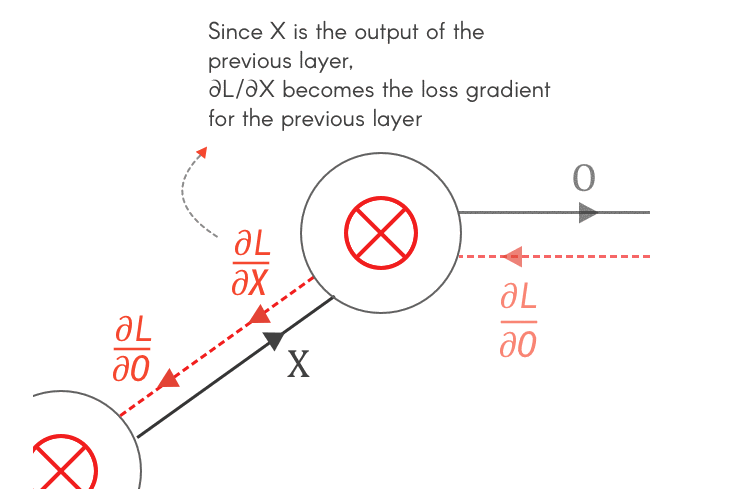 Since X is the output of the
previous layer,
∂L/∂X becomes the loss gradient
for the previous layer
O
∂L
∂X
∂L
∂O
∂L
∂O
X